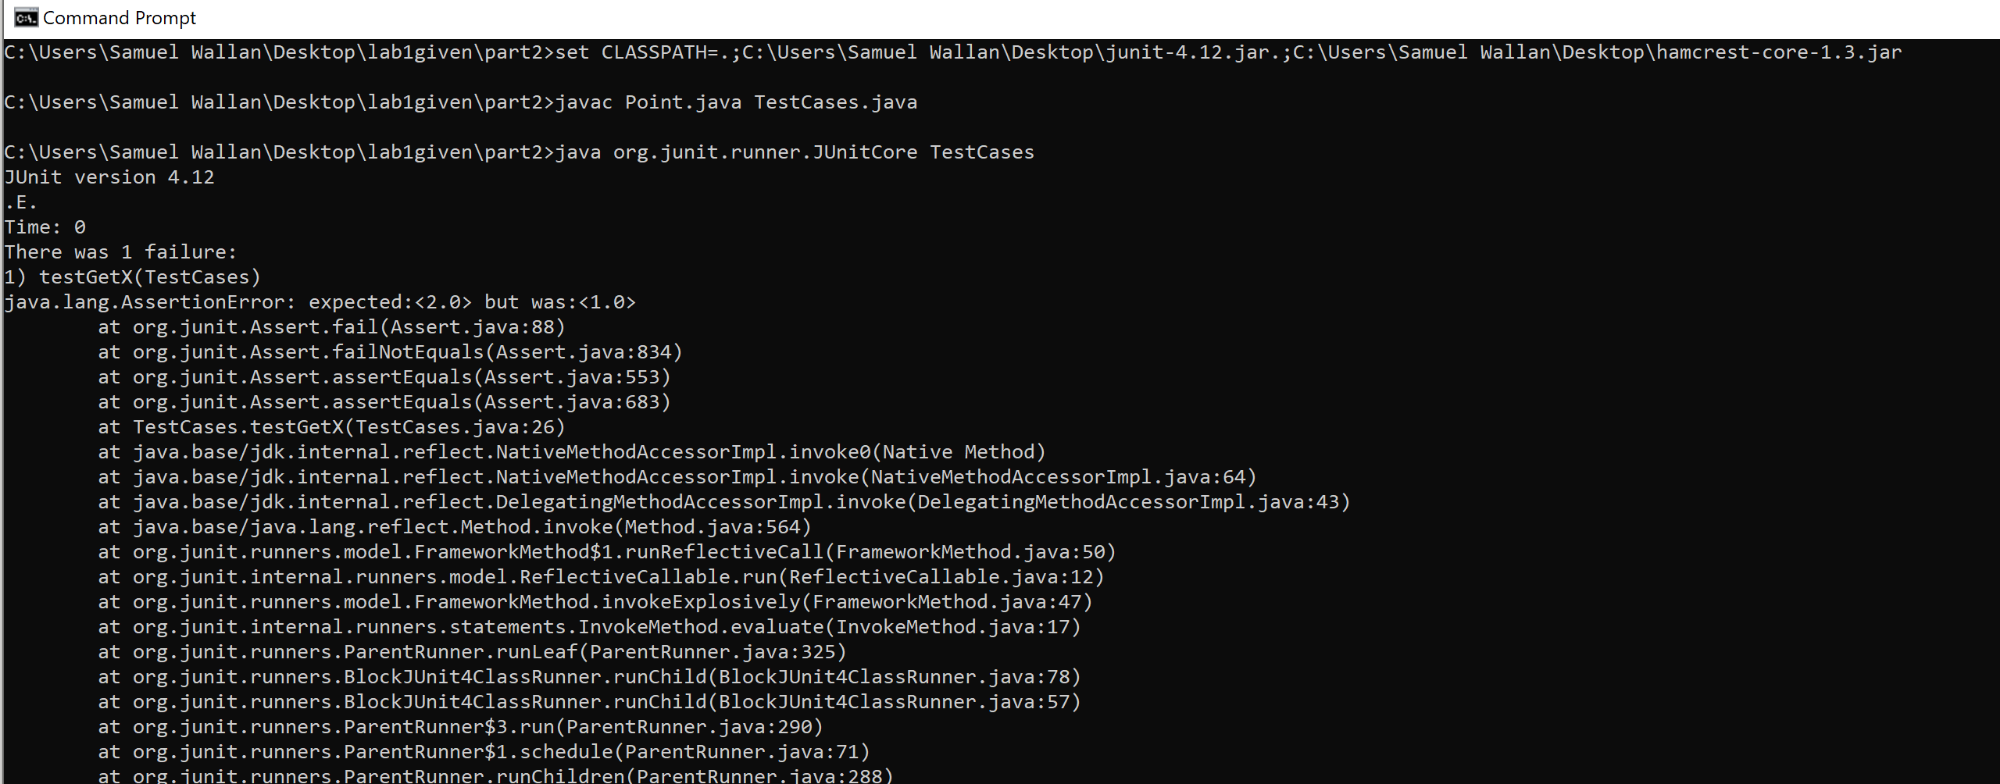 Command Prompt
C:\Users\Samuel Wallan\Desktop\lab1given\part2>set CLASSPATH=.;C:\Users\Samuel Wallan\Desktop\junit-4.12.jar.;C:\Users\Samuel Wallan\Desktop\hamcrest-core-1.3.jar
C:\Users\Samuel Wallan\Desktop\lab1given\part2>javac Point.java TestCases.java
C:\Users\Samuel Wallan\Desktop\lab1given\part2>java org.junit.runner.JUnitCore TestCases
JUnit version 4.12
.E.
Time: 0
There was 1 failure:
1) testGetX(TestCases)
java.lang.AssertionError: expected:<2.0> but was:<1.0>
at org.junit.Assert.fail(Assert.java:88)
at org.junit.Assert.failNotEquals(Assert.java:834)
at org.junit.Assert.assertEquals(Assert.java:553)
at org.junit.Assert.assertEquals(Assert.java:683)
at TestCases.testGetX(TestCases.java:26)
at java.base/jdk.internal.reflect.NativeMethodAccessorImpl.invoke0(Native Method)
at java.base/jdk.internal.reflect.NativeMethodAccessorImpl.invoke(NativeMethodAccessorImpl.java:64)
at java.base/jdk.internal.reflect.DelegatingMethodAccessorImpl.invoke(DelegatingMethodAccessorImpl.java:43)
at java.base/java.lang.reflect.Method.invoke(Method.java:564)
at org.junit.runners.model.FrameworkMethod$1.runReflectiveCall(FrameworkMethod.java:50)
at org.junit.internal.runners.model.ReflectiveCallable.run(ReflectiveCallable.java:12)
at org.junit.runners.model.FrameworkMethod.invokeExplosively(FrameworkMethod.java:47)
at org.junit.internal.runners.statements.InvokeMethod.evaluate(InvokeMethod.java:17)
at org.junit.runners.ParentRunner.runLeaf(ParentRunner.java:325)
at org.junit.runners.BlockJUnit4ClassRunner.runChild(BlockJUnit4ClassRunner.java:78)
at org.junit.runners.BlockJUnit4ClassRunner.runChild(BlockJUnit4ClassRunner.java:57)
at org.junit.runners.ParentRunner$3.run(ParentRunner.java:290)
at org.junit.runners.ParentRunner$1.schedule(ParentRunner.java:71)
at org.junit.runners.ParentRunner.runChildren(ParentRunner.java:288)